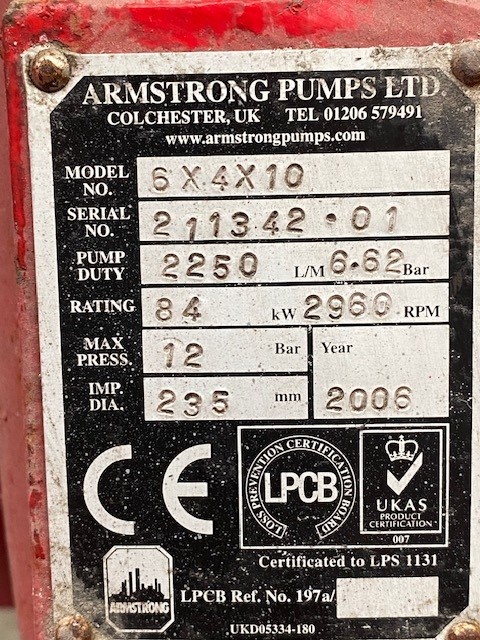 ARMSTRONG PUMPS LTD
COLCHESTER, UK TEL 01206 579491
www.armstrongpumps.com
MODEL NO. 6X4X10
SERIAL NO. 211342·01
PUMP DUTY 2250 L/M 6·62 Bar
RATING 84 kW 2960 RPM
MAX PRESS. 12 Bar Year
IMP. DIA. 235 mm 2006
CE
LOSS PREVENTION CERTIFICATION BOARD
LPCB
UKAS
PRODUCT
CERTIFICATION
007
Certificated to LPS 1131
ARMSTRONG
LPCB Ref. No. 197a/
UKD05334-180